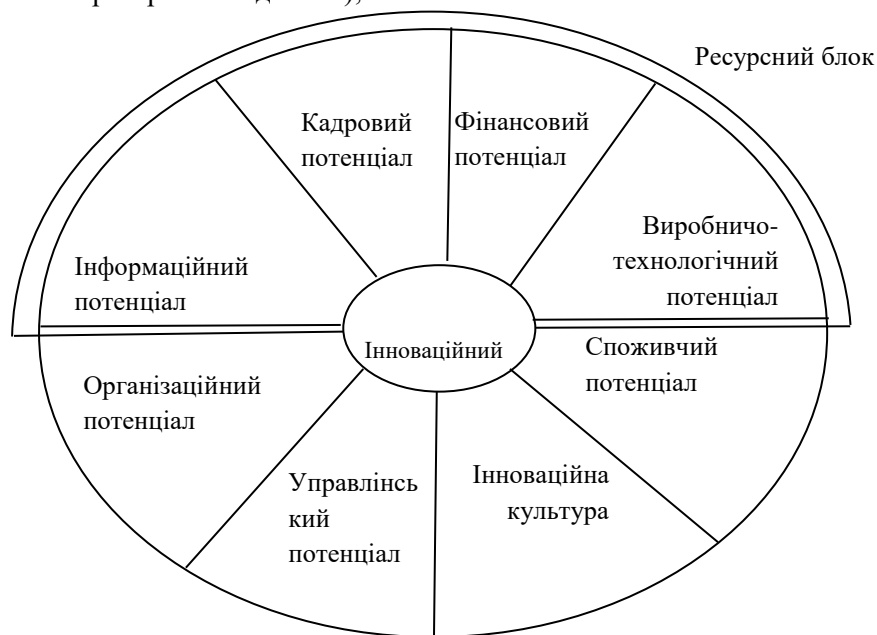 Ресурсний блок
Кадровий
потенціал
Фінансовий
потенціал
Виробничо-
технологічний
потенціал
Інформаційний
потенціал
Інноваційний
Споживчий
потенціал
Організаційний
потенціал
Управлінсь
кий
потенціал
Інноваційна
культура